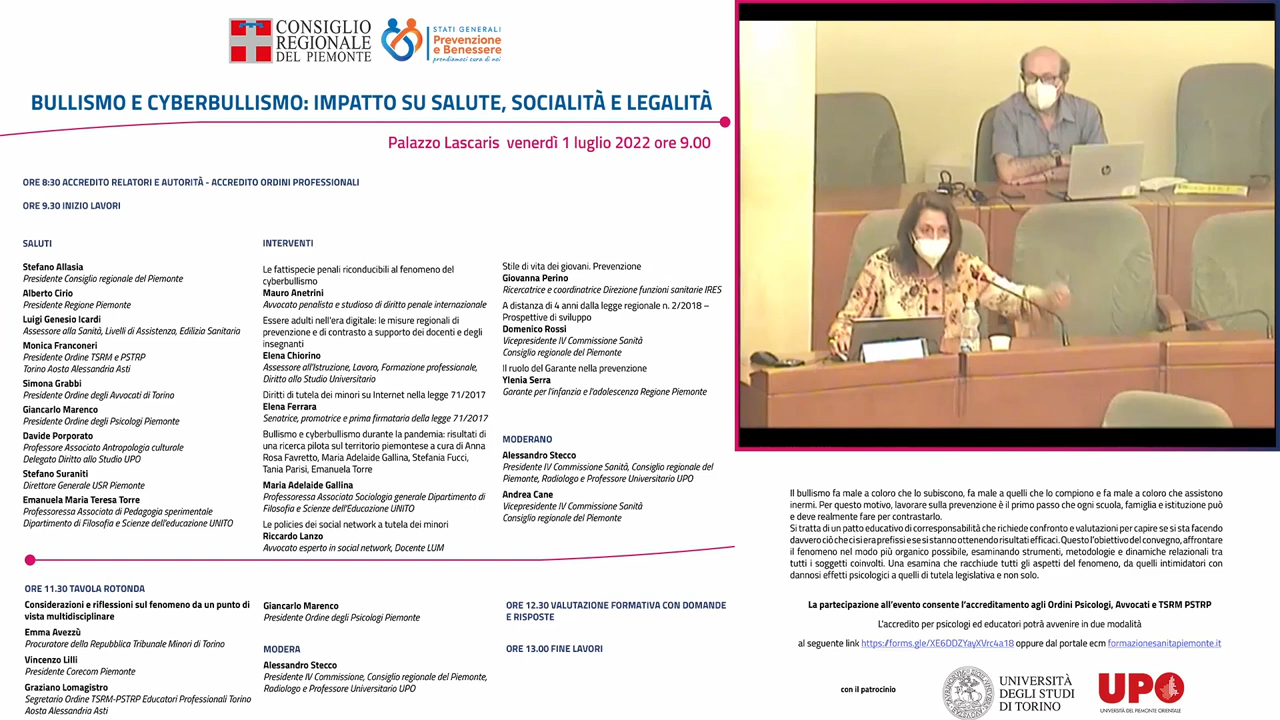 CONSIGLIO
REGIONALE
DEL PIEMONTE
STATI GENERALI
Prevenzione
e Benessere
prendiamoci cura di noi
BULLISMO E CYBERBULLISMO: IMPATTO SU SALUTE, SOCIALITÀ E LEGALITÀ
Palazzo Lascaris venerdì 1 luglio 2022 ore 9.00
ORE 8:30 ACCREDITO RELATORI E AUTORITÀ - ACCREDITO ORDINI PROFESSIONALI
ORE 9.30 INIZIO LAVORI
SALUTI
Stefano Allasia
Presidente Consiglio regionale del Piemonte
Alberto Cirio
Presidente Regione Piemonte
Luigi Genesio Icardi
Assessore alla Sanità, Livelli di Assistenza, Edilizia Sanitaria
Monica Franconeri
Presidente Ordine TSRM e PSTRP
Torino Aosta Alessandria Asti
Simona Grabbi
Presidente Ordine degli Avvocati di Torino
Giancarlo Marenco
Presidente Ordine degli Psicologi Piemonte
Davide Porporato
Professore Associato Antropologia culturale
Delegato Diritto allo Studio UPO
Stefano Suraniti
Direttore Generale USR Piemonte
Emanuela Maria Teresa Torre
Professoressa Associata di Pedagogia sperimentale
Dipartimento di Filosofia e Scienze dell'educazione UNITO
INTERVENTI
Le fattispecie penali riconducibili al fenomeno del
cyberbullismo
Mauro Anetrini
Avvocato penalista e studioso di diritto penale internazionale
Essere adulti nell'era digitale: le misure regionali di
prevenzione e di contrasto a supporto dei docenti e degli
insegnanti
Elena Chiorino
Assessore all'Istruzione, Lavoro, Formazione professionale,
Diritto allo Studio Universitario
Diritti di tutela dei minori su Internet nella legge 71/2017
Elena Ferrara
Senatrice, promotrice e prima firmataria della legge 71/2017
Bullismo e cyberbullismo durante la pandemia: risultati di
una ricerca pilota sul territorio piemontese a cura di Anna
Rosa Favretto, Maria Adelaide Gallina, Stefania Fucci,
Tania Parisi, Emanuela Torre
Maria Adelaide Gallina
Professoressa Associata Sociologia generale Dipartimento di
Filosofia e Scienze dell'Educazione UNITO
Le policies dei social network a tutela dei minori
Riccardo Lanzo
Avvocato esperto in social network, Docente LUM
Stile di vita dei giovani. Prevenzione
Giovanna Perino
Ricercatrice e coordinatrice Direzione funzioni sanitarie IRES
A distanza di 4 anni dalla legge regionale n. 2/2018 –
Prospettive di sviluppo
Domenico Rossi
Vicepresidente IV Commissione Sanità
Consiglio regionale del Piemonte
Il ruolo del Garante nella prevenzione
Ylenia Serra
Garante per l'infanzia e l'adolescenza Regione Piemonte
MODERANO
Alessandro Stecco
Presidente IV Commissione Sanità, Consiglio regionale del
Piemonte, Radiologo e Professore Universitario UPO
Andrea Cane
Vicepresidente IV Commissione Sanità
Consiglio regionale del Piemonte
ORE 11.30 TAVOLA ROTONDA
Considerazioni e riflessioni sul fenomeno da un punto di
vista multidisciplinare
Emma Avezzù
Procuratore della Repubblica Tribunale Minori di Torino
Vincenzo Lilli
Presidente Corecom Piemonte
Graziano Lomagistro
Segretario Ordine TSRM-PSTRP Educatori Professionali Torino
Aosta Alessandria Asti
Giancarlo Marenco
Presidente Ordine degli Psicologi Piemonte
MODERA
Alessandro Stecco
Presidente IV Commissione, Consiglio regionale del Piemonte,
Radiologo e Professore Universitario UPO
ORE 12.30 VALUTAZIONE FORMATIVA CON DOMANDE
E RISPOSTE
ORE 13.00 FINE LAVORI
hp
Il bullismo fa male a coloro che lo subiscono, fa male a quelli che lo compiono e fa male a coloro che assistono
inermi. Per questo motivo, lavorare sulla prevenzione è il primo passo che ogni scuola, famiglia e istituzione può
e deve realmente fare per contrastarlo.
Si tratta di un patto educativo di corresponsabilità che richiede confronto e valutazioni per capire se si sta facendo
davvero ciò che ci si era prefissi e se si stanno ottenendo risultati efficaci. Questo l'obiettivo del convegno, affrontare
il fenomeno nel modo più organico possibile, esaminando strumenti, metodologie e dinamiche relazionali tra
tutti i soggetti coinvolti. Una esamina che racchiude tutti gli aspetti del fenomeno, da quelli intimidatori con
dannosi effetti psicologici a quelli di tutela legislativa e non solo.
La partecipazione all'evento consente l'accreditamento agli Ordini Psicologi, Avvocati e TSRM PSTRP
L'accredito per psicologi ed educatori potrà avvenire in due modalità
al seguente link https://forms.gle/XE6DDZYayXVrc4a18 oppure dal portale ecm formazionesanitapiemonte.it
con il patrocinio
UNIVERSITÀ
DEGLI STUDI
DI TORINO
UPO
UNIVERSITÀ DEL PIEMONTE ORIENTALE